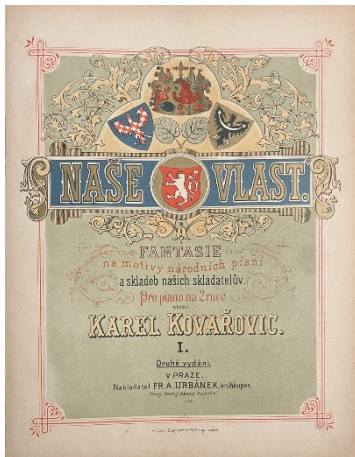 NAŠE VLAST.
FANTASIE
na motivy národních písní
a skladeb našich skladatelův.
Pro piano na 2 ruce
KAREL KOVAŘOVIC.
I.
Druhé vydání.
V PRAZE.
Nakladatel FR. A. URBÁNEK, knihkupec.